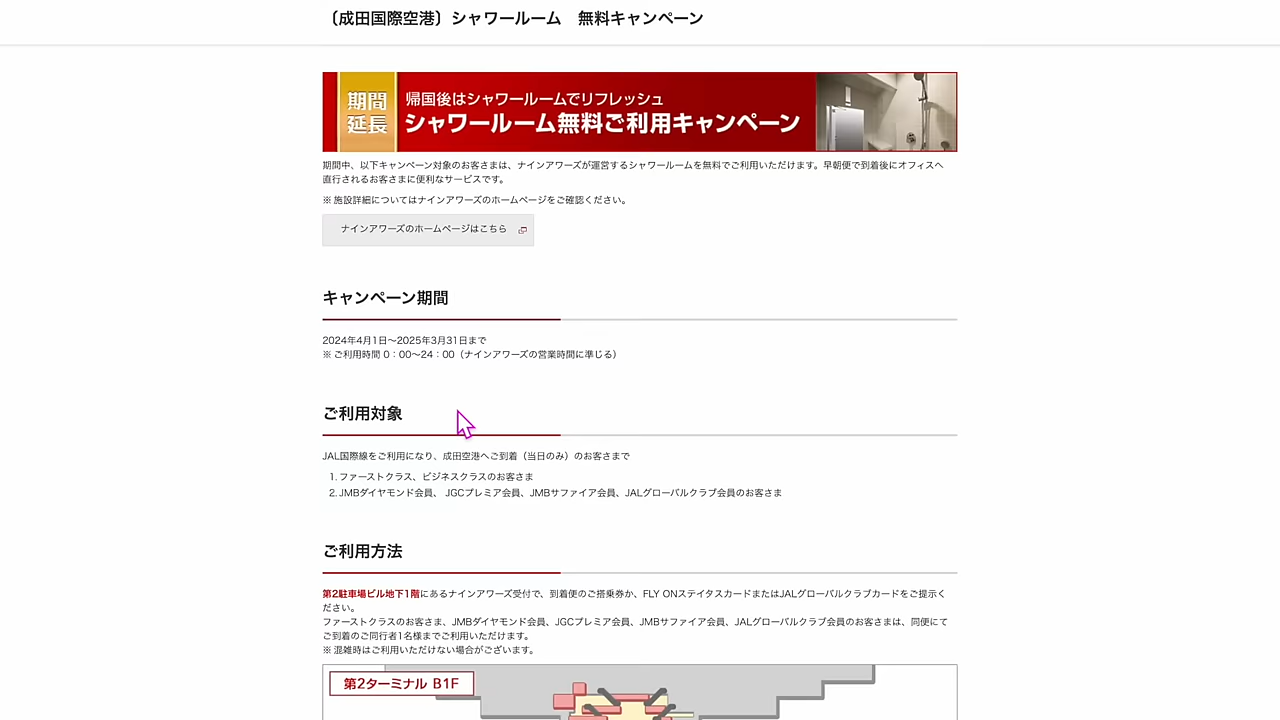 〔成田国際空港〕シャワールーム　無料キャンペーン
期間
延長
帰国後はシャワールームでリフレッシュ
シャワールーム無料ご利用キャンペーン
期間中、以下キャンペーン対象のお客さまは、ナインアワーズが運営するシャワールームを無料でご利用いただけます。早朝便で到着後にオフィスへ
直行されるお客さまに便利なサービスです。
※ 施設詳細についてはナインアワーズのホームページをご確認ください。
ナインアワーズのホームページはこちら
キャンペーン期間
2024年4月1日～2025年3月31日まで
※ ご利用時間 0：00～24：00（ナインアワーズの営業時間に準じる）
ご利用対象
JAL国際線をご利用になり、成田空港へご到着（当日のみ）のお客さまで
1. ファーストクラス、ビジネスクラスのお客さま
2. JMBダイヤモンド会員、 JGCプレミア会員、JMBサファイア会員、JALグローバルクラブ会員のお客さま
ご利用方法
第2駐車場ビル地下1階にあるナインアワーズ受付で、到着便のご搭乗券か、FLY ONステイタスカードまたはJALグローバルクラブカードをご提示く
ださい。
ファーストクラスのお客さま、JMBダイヤモンド会員、JGCプレミア会員、JMBサファイア会員、JALグローバルクラブ会員のお客さまは、同便にて
ご到着のご同行者1名様までご利用いただけます。
※ 混雑時はご利用いただけない場合がございます。
第2ターミナル B1F